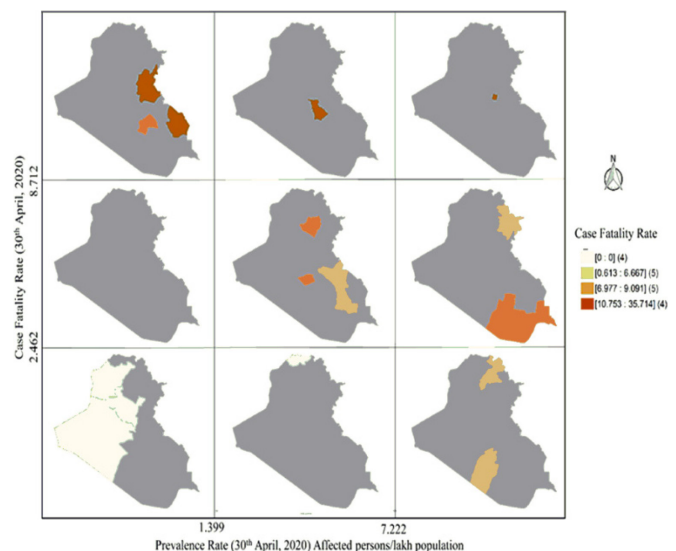 Case Fatality Rate (30th April, 2020)
8.712
2.462
1.399
7.222
Prevalence Rate (30th April, 2020) Affected persons/lakh population
N
Case Fatality Rate
[0 : 0] (4)
[0.613 : 6.667] (5)
[6.977 : 9.091] (5)
[10.753 : 35.714] (4)